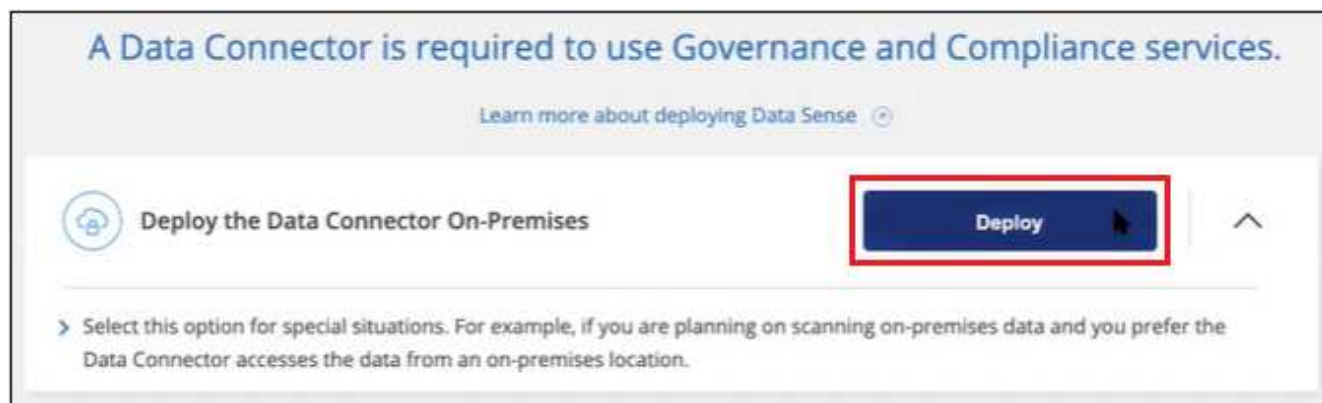 A Data Connector is required to use Governance and Compliance services.
Learn more about deploying Data Sense
Deploy the Data Connector On-Premises
Deploy
Select this option for special situations. For example, if you are planning on scanning on-premises data and you prefer the
Data Connector accesses the data from an on-premises location.